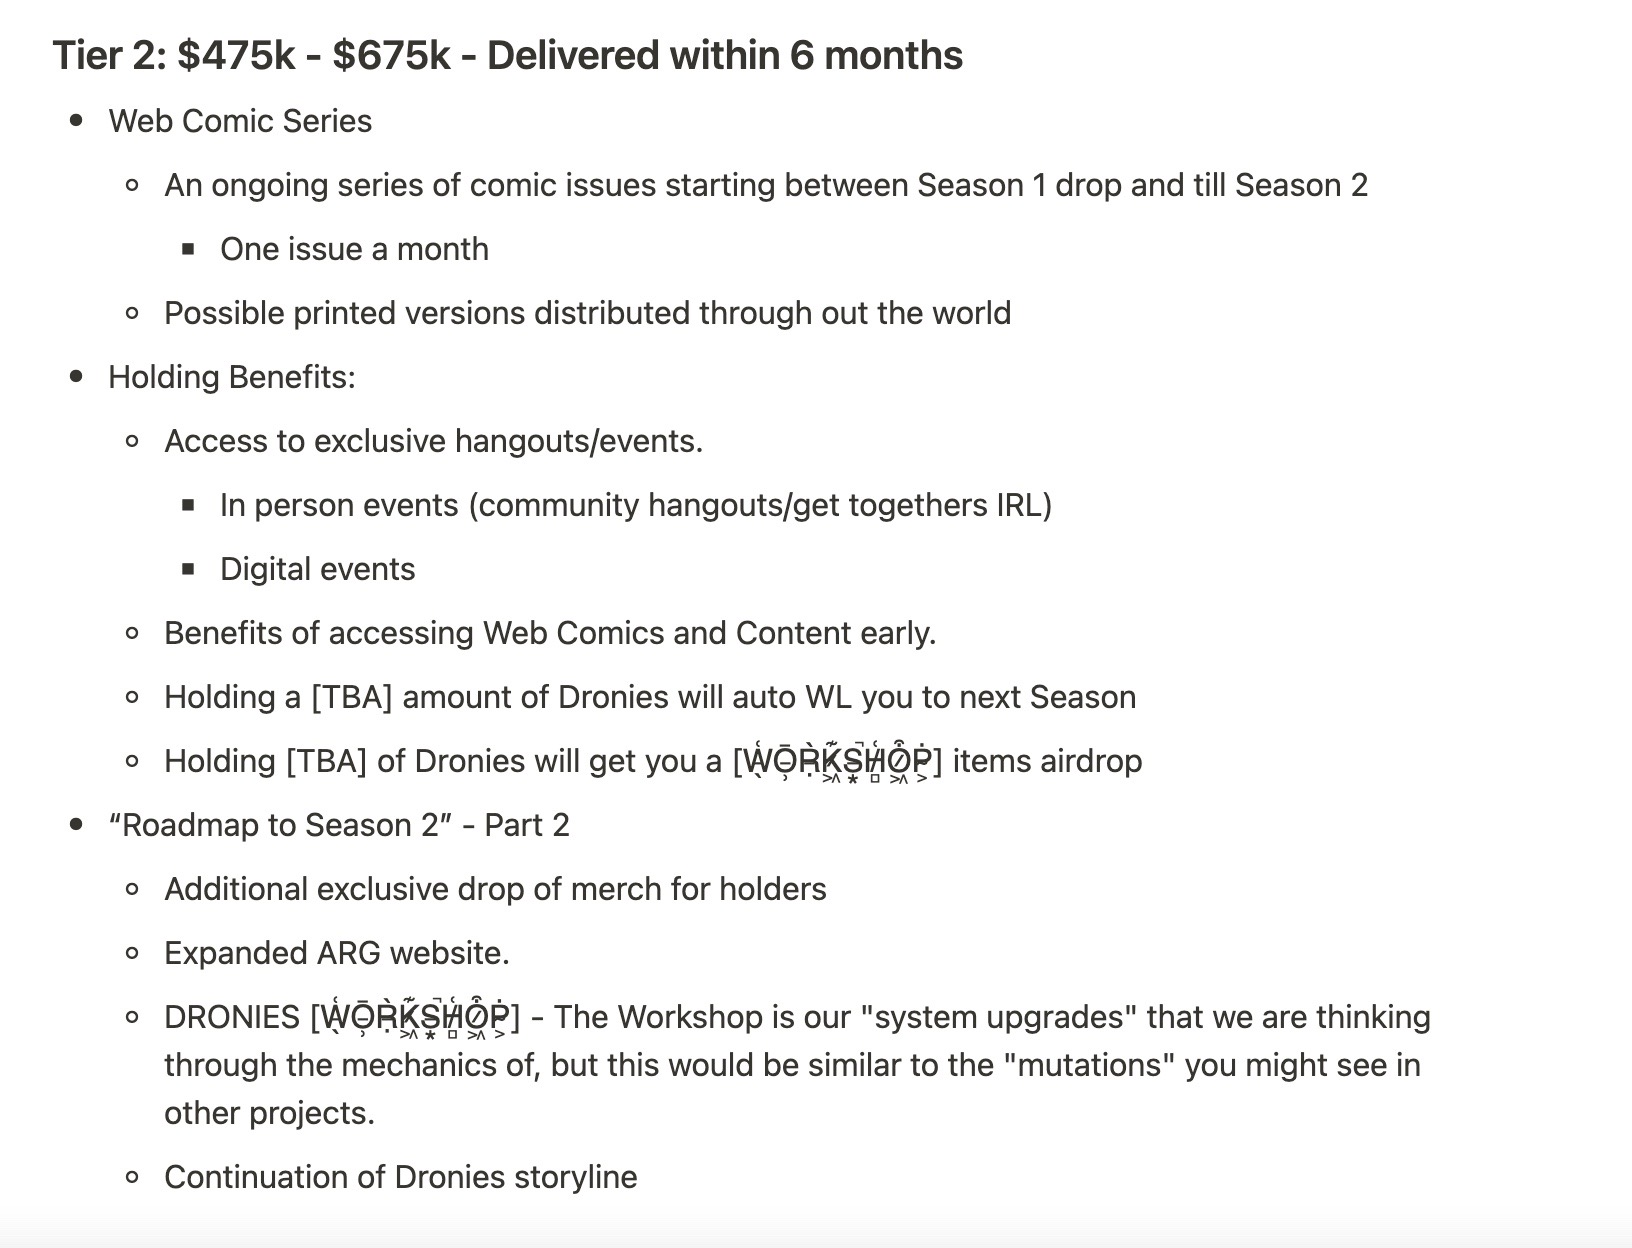 Tier 2: $475k - $675k - Delivered within 6 months
Web Comic Series
An ongoing series of comic issues starting between Season 1 drop and till Season 2
One issue a month
Possible printed versions distributed through out the world
Holding Benefits:
Access to exclusive hangouts/events.
In person events (community hangouts/get togethers IRL)
Digital events
Benefits of accessing Web Comics and Content early.
Holding a [TBA] amount of Dronies will auto WL you to next Season
Holding [TBA] of Dronies will get you a [WORKSHOP] items airdrop
“Roadmap to Season 2” - Part 2
Additional exclusive drop of merch for holders
Expanded ARG website.
DRONIES [WORKSHOP] - The Workshop is our "system upgrades" that we are thinking
through the mechanics of, but this would be similar to the "mutations" you might see in
other projects.
Continuation of Dronies storyline